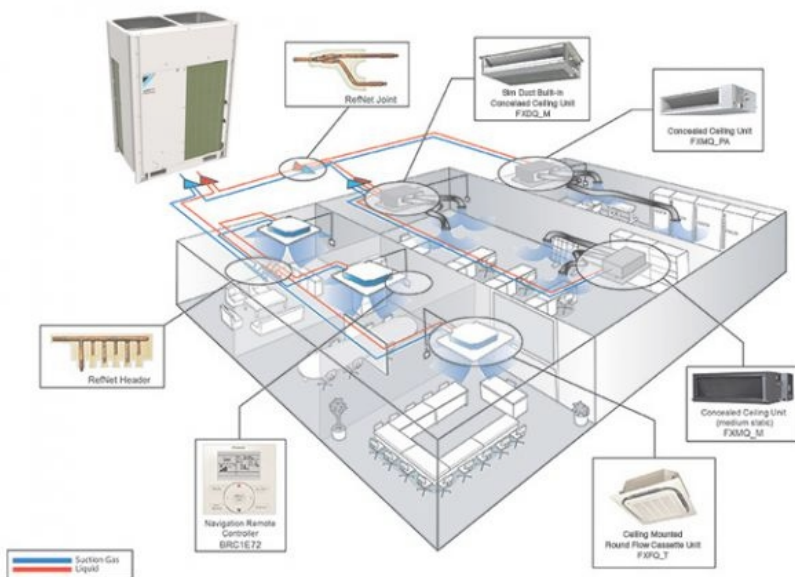 RefNet Joint
Slim Duct Built-in
Concealed Ceiling Unit
FXDQ_M
Concealed Ceiling Unit
FXMQ_PA
RefNet Header
Navigation Remote
Controller
BRC1E72
Concealed Ceiling Unit
(medium static)
FXMQ_M
Ceiling Mounted
Round Flow Cassette Unit
FXFQ_T
Suction Gas
Liquid